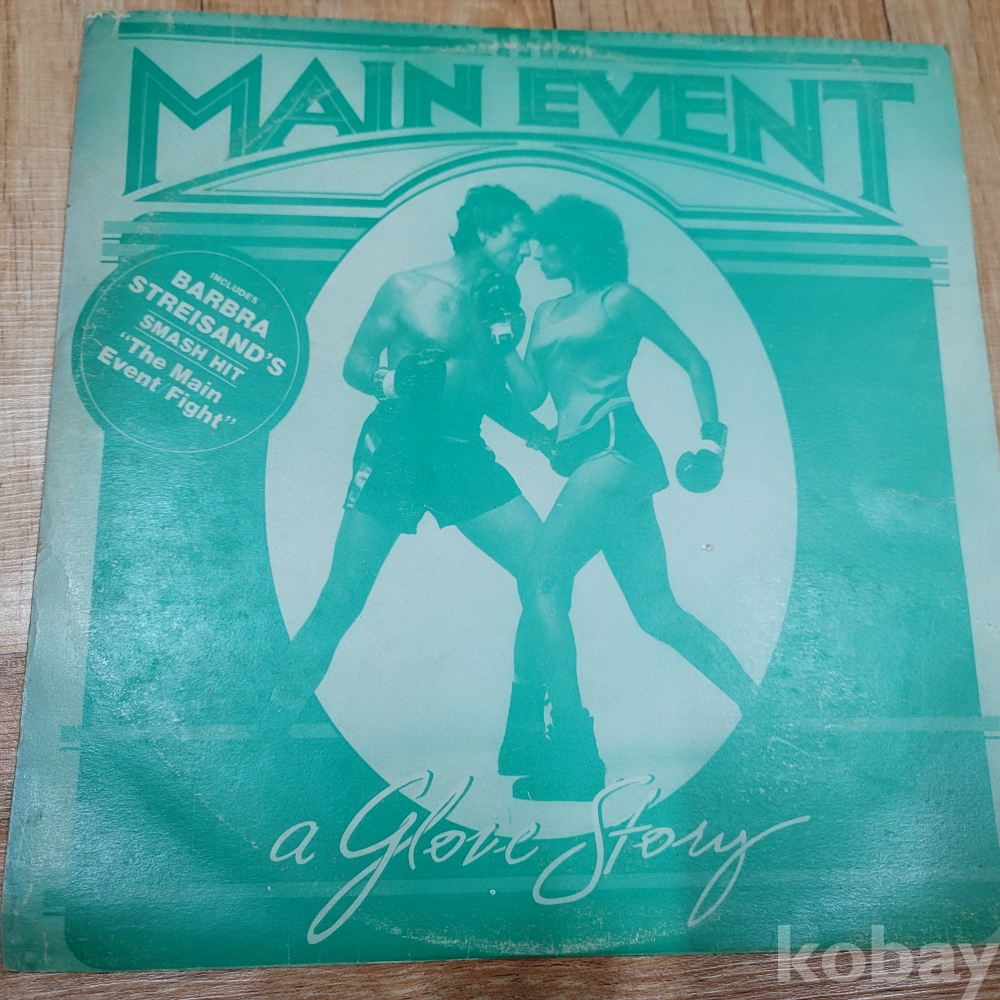 MAIN EVENT
INCLUDES
BARBRA
STREISAND'S
SMASH HIT
"The Main
Event Fight"
a Glove Story
kobay